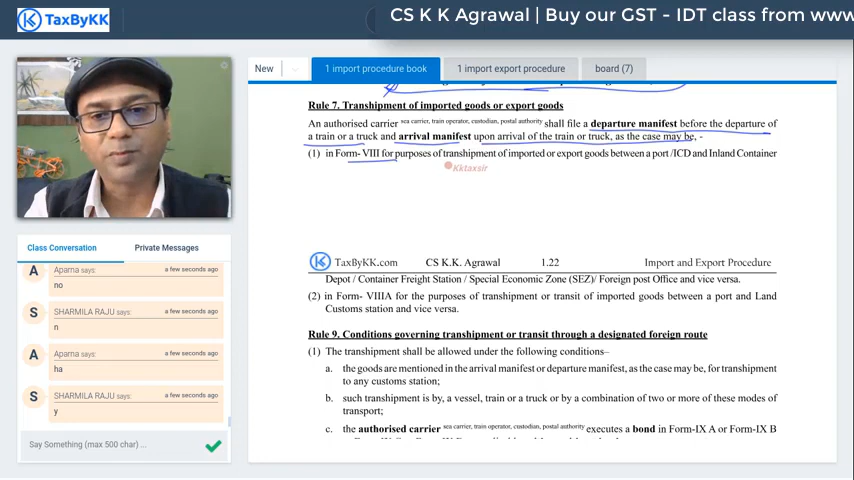 TaxByKK
CS K K Agrawal | Buy our GST - IDT class from www
New
1 import procedure book
1 import export procedure
board (7)
Rule 7. Transhipment of imported goods or export goods
An authorised carrier sea carrier, train operator, custodian, postal authority shall file a departure manifest before the departure of
a train or a truck and arrival manifest upon arrival of the train or truck, as the case may be, -
(1) in Form- VIII for purposes of transhipment of imported or export goods between a port /ICD and Inland Container
Kktaxsir
TaxByKK.com CS K.K. Agrawal 1.22 Import and Export Procedure
Depot / Container Freight Station / Special Economic Zone (SEZ)/ Foreign post Office and vice versa.
(2) in Form- VIIIA for the purposes of transhipment or transit of imported goods between a port and Land
Customs station and vice versa.
Rule 9. Conditions governing transhipment or transit through a designated foreign route
(1) The transhipment shall be allowed under the following conditions–
a. the goods are mentioned in the arrival manifest or departure manifest, as the case may be, for transhipment
to any customs station;
b. such transhipment is by, a vessel, train or a truck or by a combination of two or more of these modes of
transport;
c. the authorised carrier sea carrier, train operator, custodian, postal authority executes a bond in Form-IX A or Form-IX B
Class Conversation
Private Messages
A
Aparna says:
a few seconds ago
no
S
SHARMILA RAJU says:
a few seconds ago
n
A
Aparna says:
a few seconds ago
ha
S
SHARMILA RAJU says:
a few seconds ago
y
Say Something (max 500 char) ...